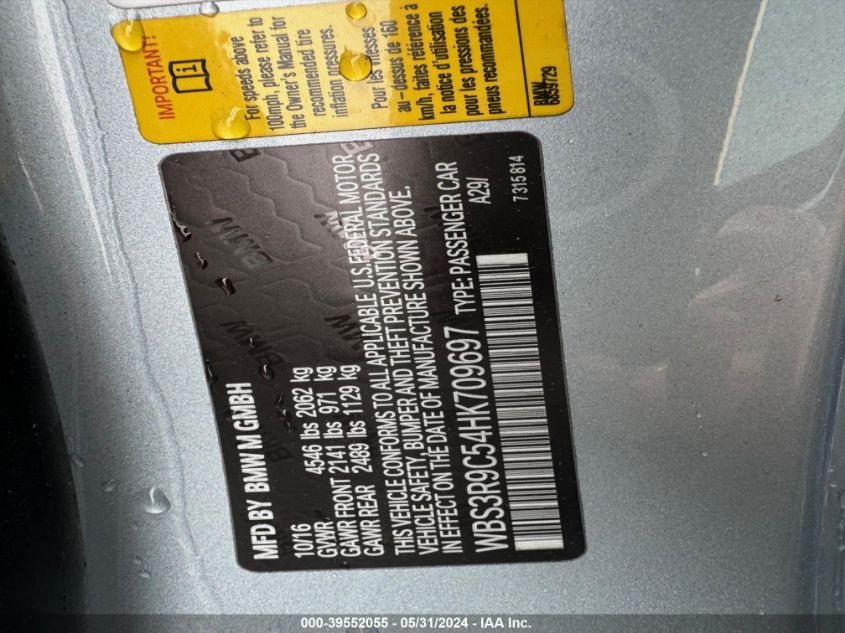 IMPORTANT!
For speeds above
100mph, please refer to
the Owner's Manual for
recommended tire
inflation pressures.
Pour les vitesses
au-dessus de 160
km/h, faites référence à
la notice d'utilisation
pour les pressions des
pneus recommandées.
BMW
6859729
MFD BY BMW M GMBH
10/16
GVWR. 4546 lbs 2062 kg
GAWR FRONT 2141 lbs 971 kg
GAWR REAR 2489 lbs 1129 kg
THIS VEHICLE CONFORMS TO ALL APPLICABLE U.S.FEDERAL MOTOR
VEHICLE SAFETY, BUMPER AND THEFT PREVENTION STANDARDS
IN EFFECT ON THE DATE OF MANUFACTURE SHOWN ABOVE.
WBS3R9C54HK709697 TYPE: PASSENGER CAR
A29/
7 315 814
000-39552055 - 05/31/2024 - IAA Inc.